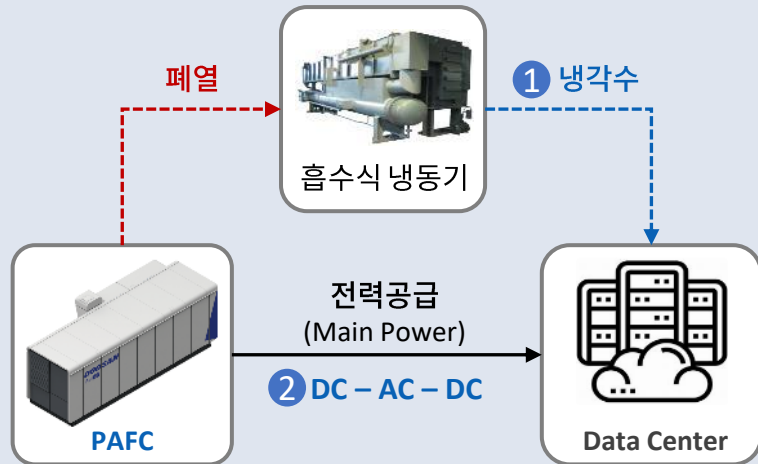 폐열
1 냉각수
흡수식 냉동기
전력공급
(Main Power)
2 DC – AC – DC
DOOSAN
PAFC
Data Center